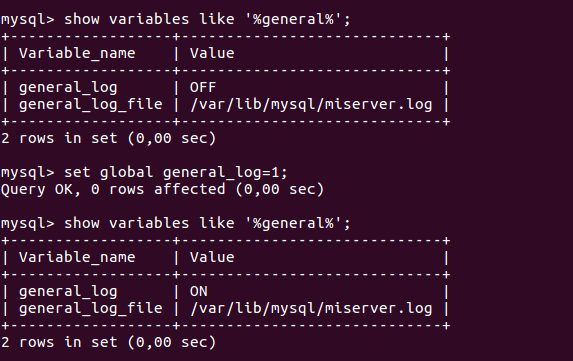 mysql> show variables like '%general%';
+------------------+-----------------------------+
| Variable_name    | Value                       |
+------------------+-----------------------------+
| general_log      | OFF                         |
| general_log_file | /var/lib/mysql/miserver.log |
+------------------+-----------------------------+
2 rows in set (0,00 sec)

mysql> set global general_log=1;
Query OK, 0 rows affected (0,00 sec)

mysql> show variables like '%general%';
+------------------+-----------------------------+
| Variable_name    | Value                       |
+------------------+-----------------------------+
| general_log      | ON                          |
| general_log_file | /var/lib/mysql/miserver.log |
+------------------+-----------------------------+
2 rows in set (0,00 sec)